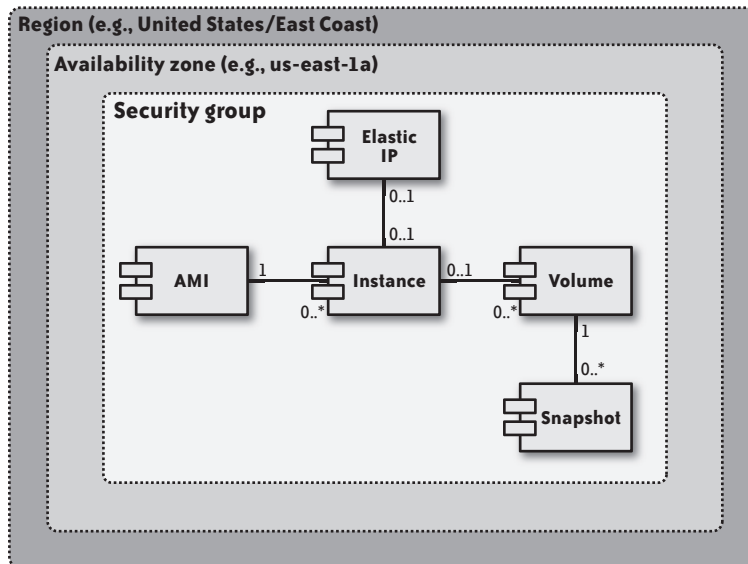 Region (e.g., United States/East Coast)
Availability zone (e.g., us-east-1a)
Security group
Elastic
IP
0..1
0..1
AMI
1
0..*
Instance
0..1
0..*
Volume
1
0..*
Snapshot